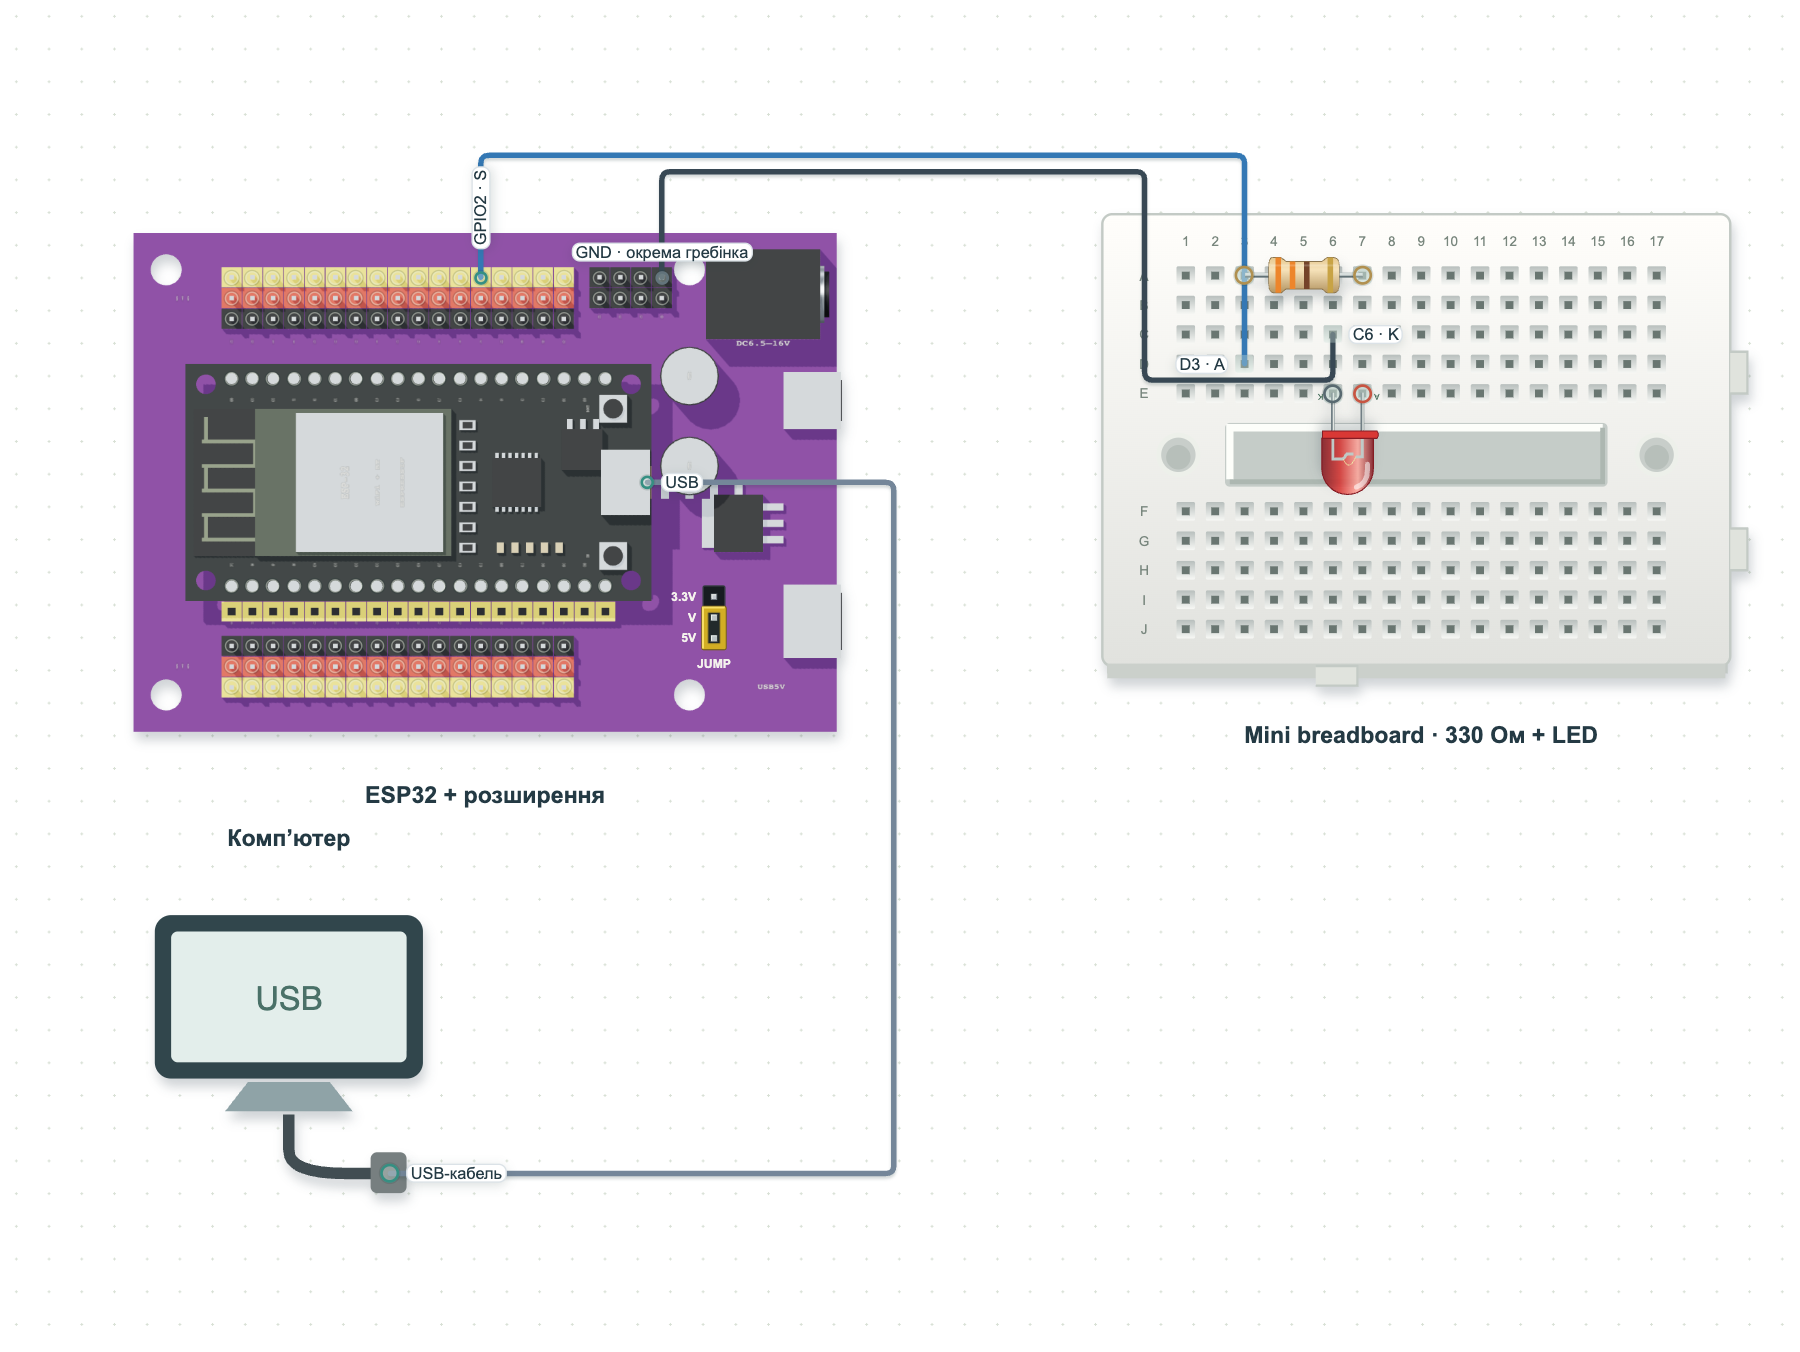 GPIO2 · S
GND · окрема гребінка
DC6.5—16V
USB
3.3V
V
5V
JUMP
USB5V
ESP32 + розширення
1 2 3 4 5 6 7 8 9 10 11 12 13 14 15 16 17
A
B
C
C6 · K
D
D3 · A
E
K
A
F
G
H
I
J
Mini breadboard · 330 Ом + LED
Комп’ютер
USB
USB-кабель